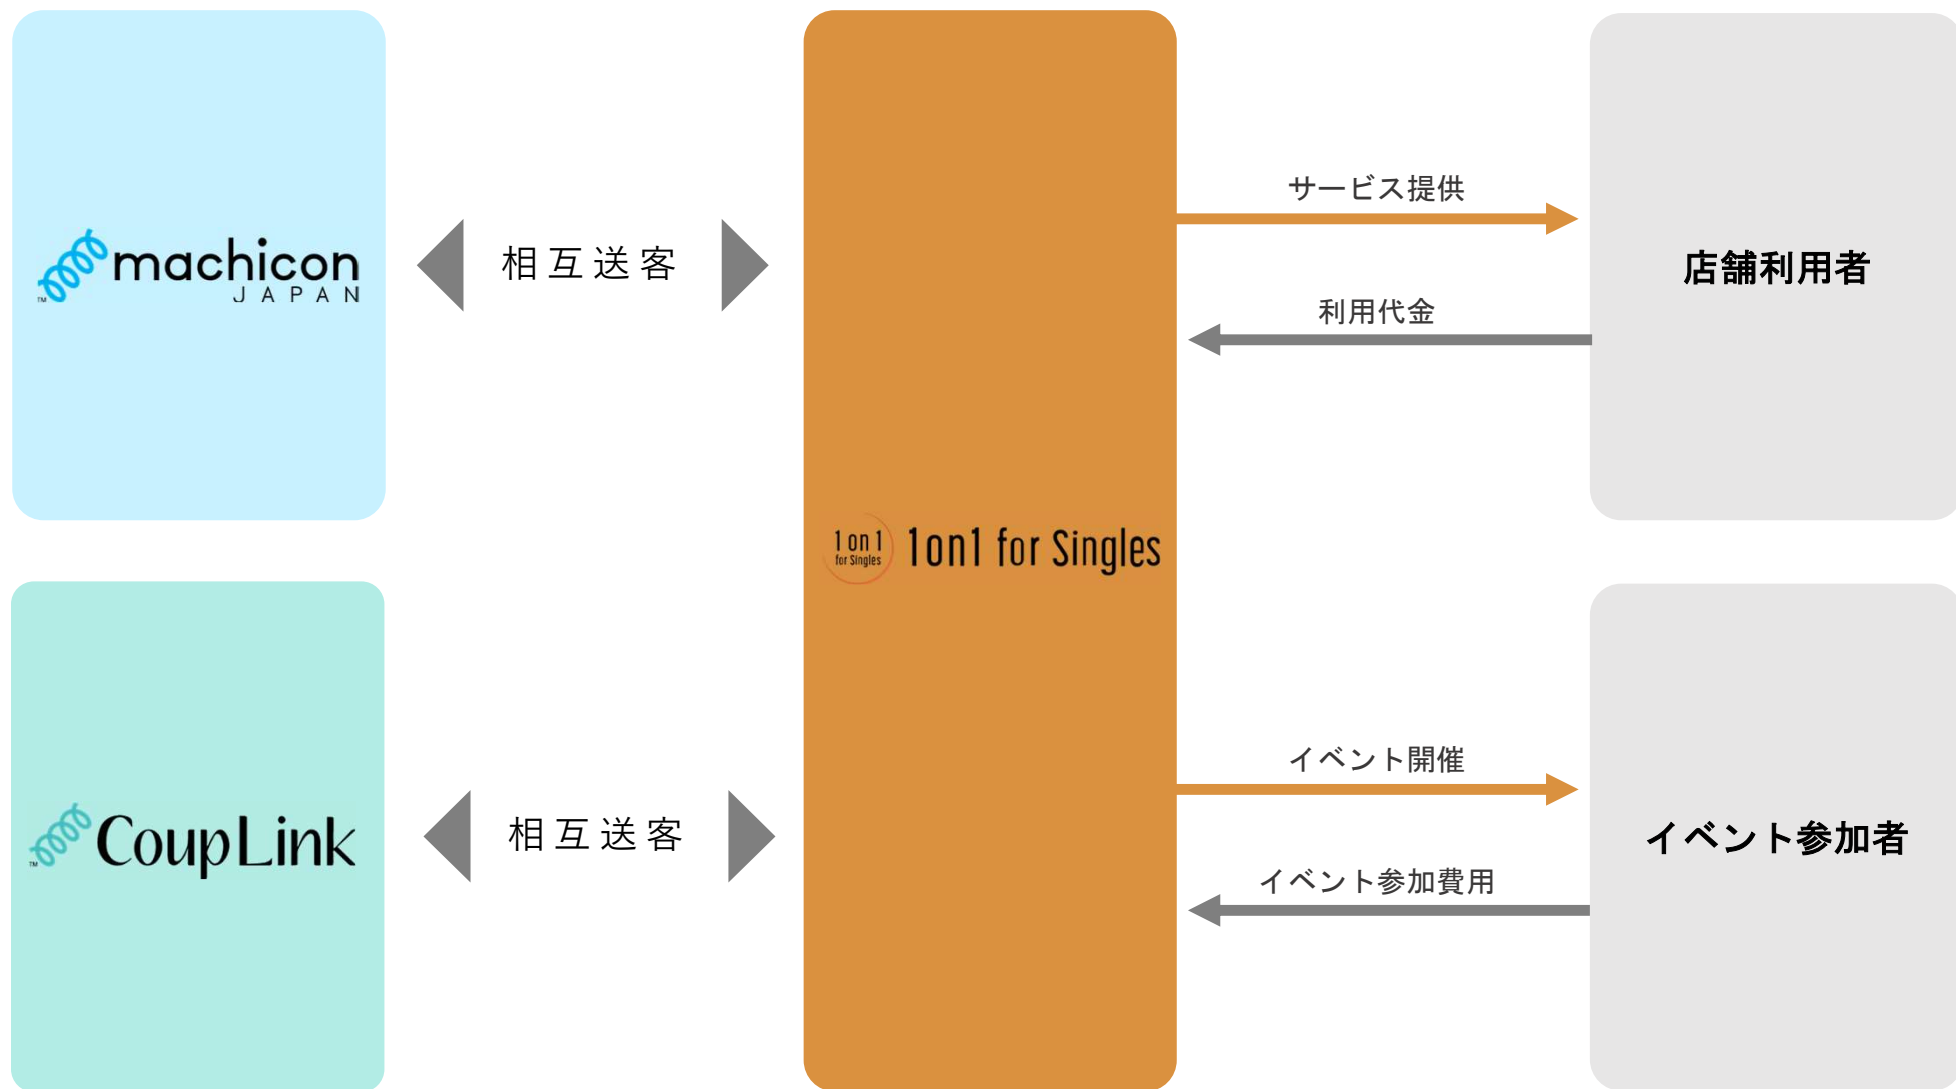 machicon
JAPAN
TM
相互送客
CoupLink
TM
相互送客
1on1
for Singles
1on1 for Singles
サービス提供
利用代金
店舗利用者
イベント開催
イベント参加費用
イベント参加者